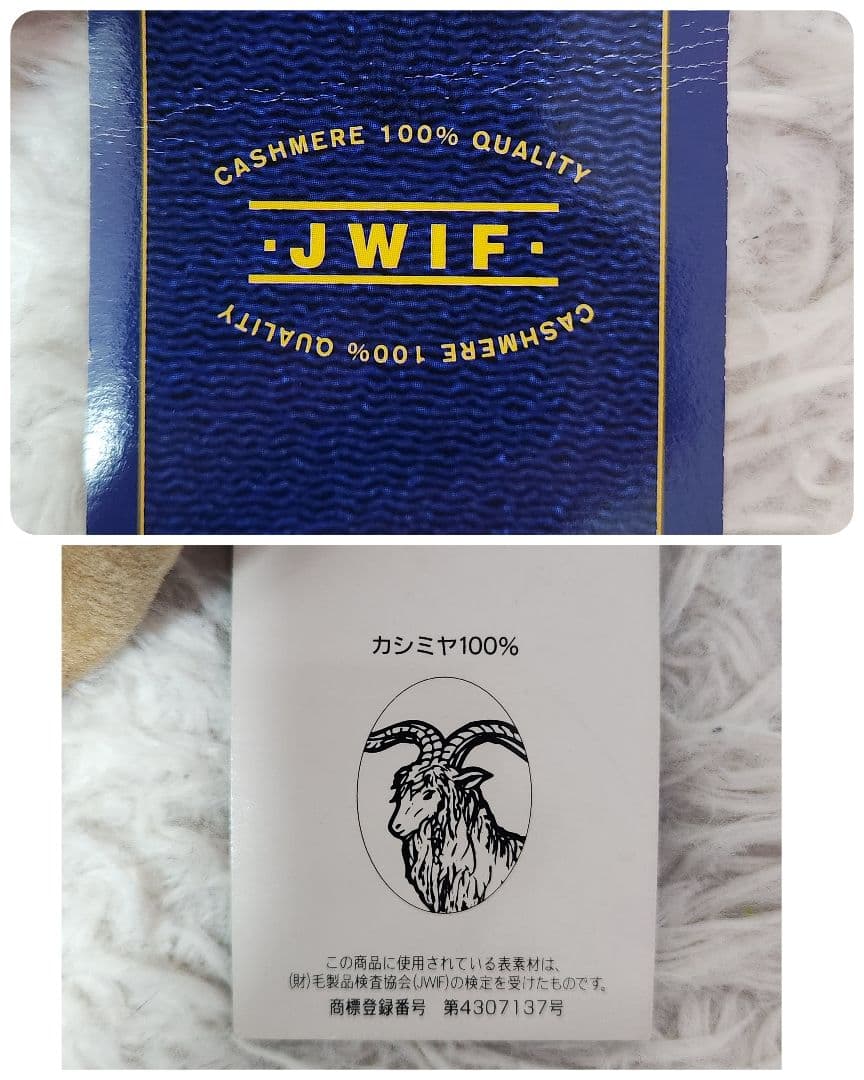 CASHMERE 100% QUALITY
·JWIF·
CASHMERE 100% QUALITY
カシミヤ100%
この商品に使用されている表素材は、
(財)毛製品検査協会(JWIF)の検定を受けたものです。
商標登録番号 第4307137号